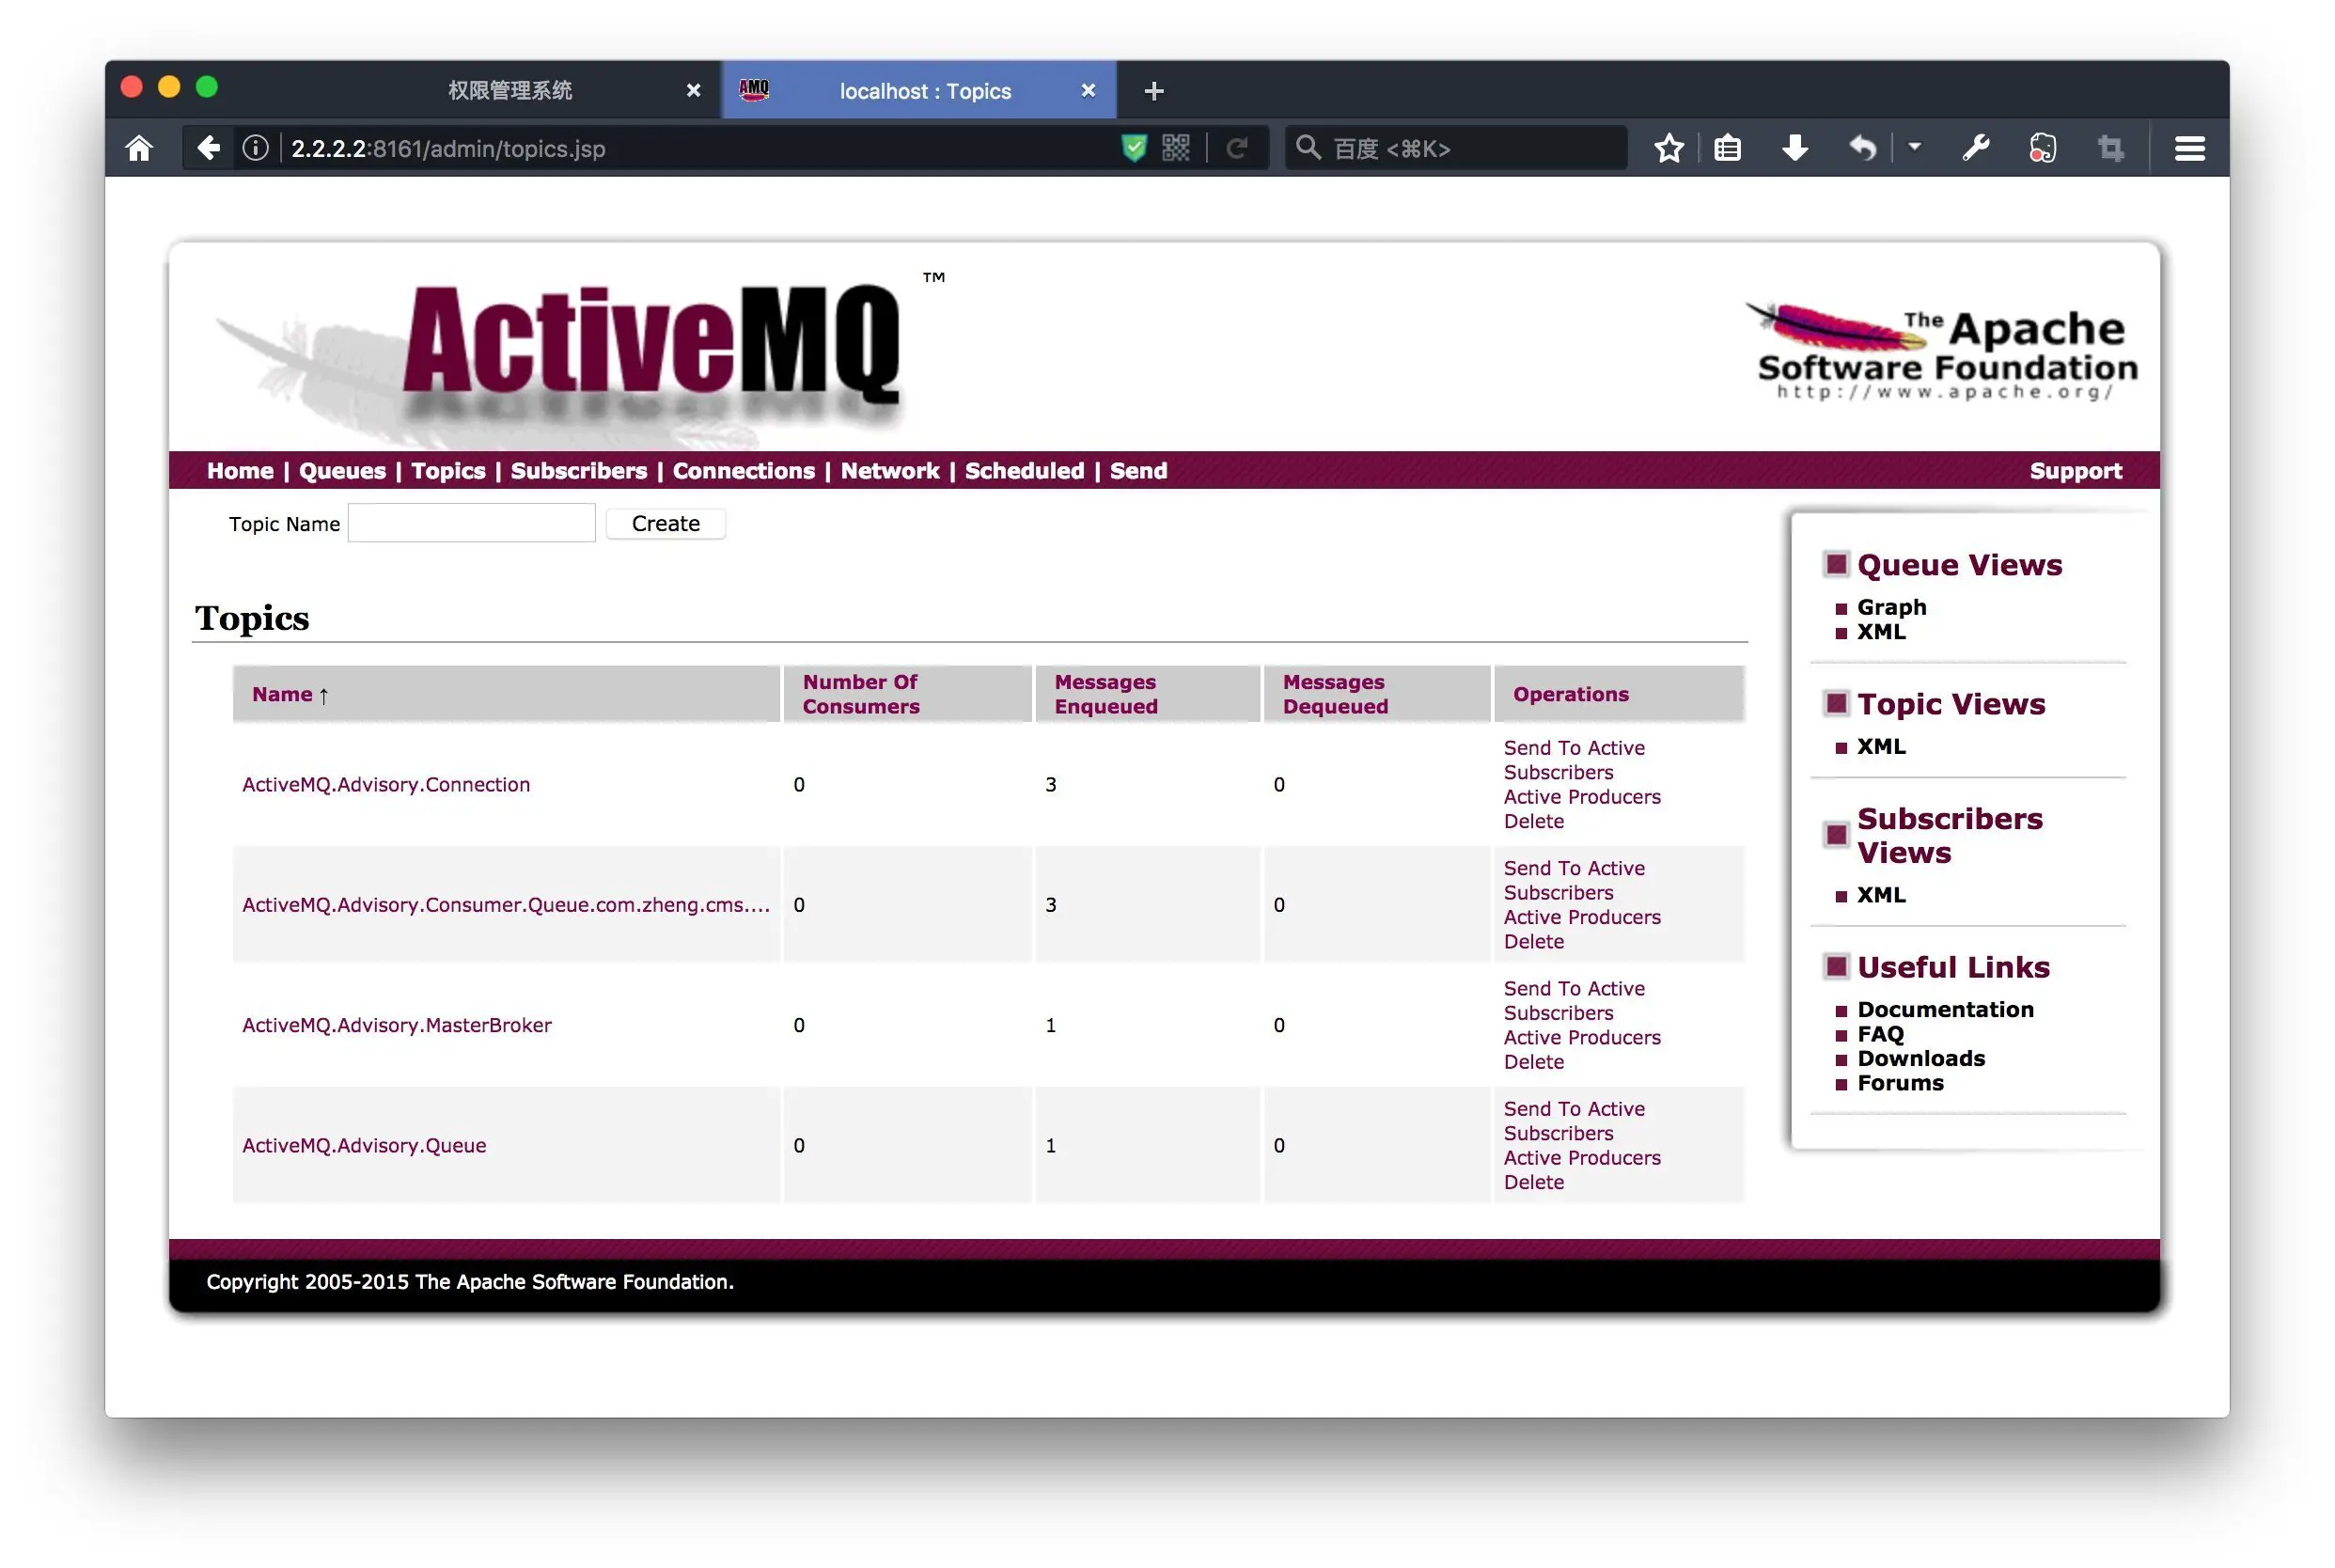 权限管理系统
AMQ localhost : Topics
2.2.2.2:8161/admin/topics.jsp
百度 <⌘K>
ActiveMQ ™
The Apache
Software Foundation
http://www.apache.org/
Home | Queues | Topics | Subscribers | Connections | Network | Scheduled | Send
Support
Topic Name Create
Topics
Name ↑ Number Of Consumers Messages Enqueued Messages Dequeued Operations
ActiveMQ.Advisory.Connection 0 3 0
Send To Active
Subscribers
Active Producers
Delete
ActiveMQ.Advisory.Consumer.Queue.com.zheng.cms.... 0 3 0
Send To Active
Subscribers
Active Producers
Delete
ActiveMQ.Advisory.MasterBroker 0 1 0
Send To Active
Subscribers
Active Producers
Delete
ActiveMQ.Advisory.Queue 0 1 0
Send To Active
Subscribers
Active Producers
Delete
Queue Views
Graph
XML
Topic Views
XML
Subscribers
Views
XML
Useful Links
Documentation
FAQ
Downloads
Forums
Copyright 2005-2015 The Apache Software Foundation.